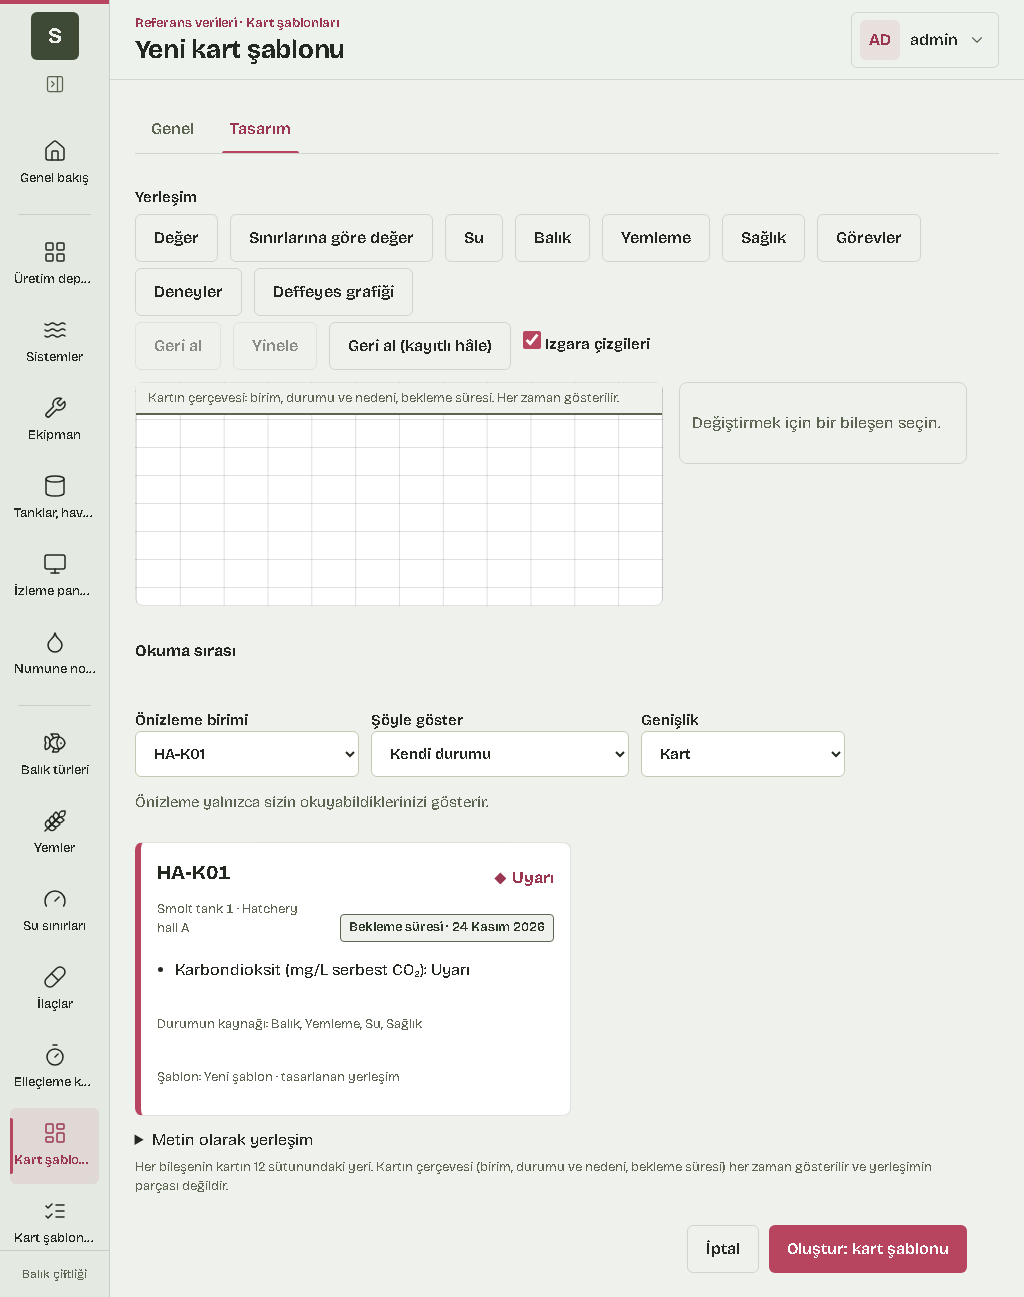 S
Genel bakış
Üretim dep...
Sistemler
Ekipman
Tanklar, hav...
İzleme pan...
Numune no...
Balık türleri
Yemler
Su sınırları
İlaçlar
Elleçleme k...
Kart şablo...
Kart şablon...
Balık çiftliği
Referans verileri · Kart şablonları
Yeni kart şablonu
AD admin
Genel Tasarım
Yerleşim
Değer Sınırlarına göre değer Su Balık Yemleme Sağlık Görevler
Deneyler Deffeyes grafiği
Geri al Yinele Geri al (kayıtlı hâle) Izgara çizgileri
Kartın çerçevesi: birim, durumu ve nedeni, bekleme süresi. Her zaman gösterilir.
Değiştirmek için bir bileşen seçin.
Okuma sırası
Önizleme birimi Şöyle göster Genişlik
HA-K01 Kendi durumu Kart
Önizleme yalnızca sizin okuyabildiklerinizi gösterir.
HA-K01
◆ Uyarı
Smolt tank 1 · Hatchery
hall A
Bekleme süresi · 24 Kasım 2026
• Karbondioksit (mg/L serbest CO₂): Uyarı
Durumun kaynağı: Balık, Yemleme, Su, Sağlık
Şablon: Yeni şablon · tasarlanan yerleşim
▶ Metin olarak yerleşim
Her bileşenin kartın 12 sütunundaki yeri. Kartın çerçevesi (birim, durumu ve nedeni, bekleme süresi) her zaman gösterilir ve yerleşimin
parçası değildir.
İptal Oluştur: kart şablonu